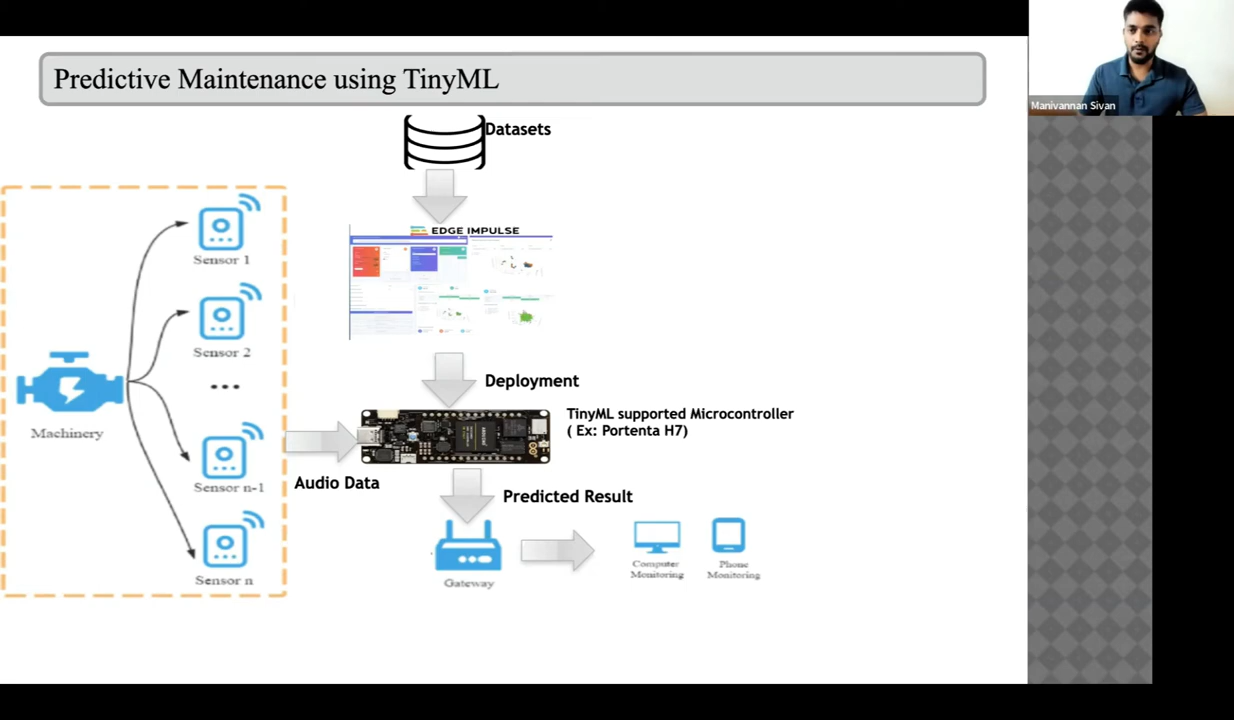 Predictive Maintenance using TinyML
Manivannan Sivan
Datasets
EDGE IMPULSE
Sensor 1
Sensor 2
Machinery
Sensor n-1
Sensor n
Audio Data
Deployment
TinyML supported Microcontroller
( Ex: Portenta H7)
Predicted Result
Gateway
Computer
Monitoring
Phone
Monitoring